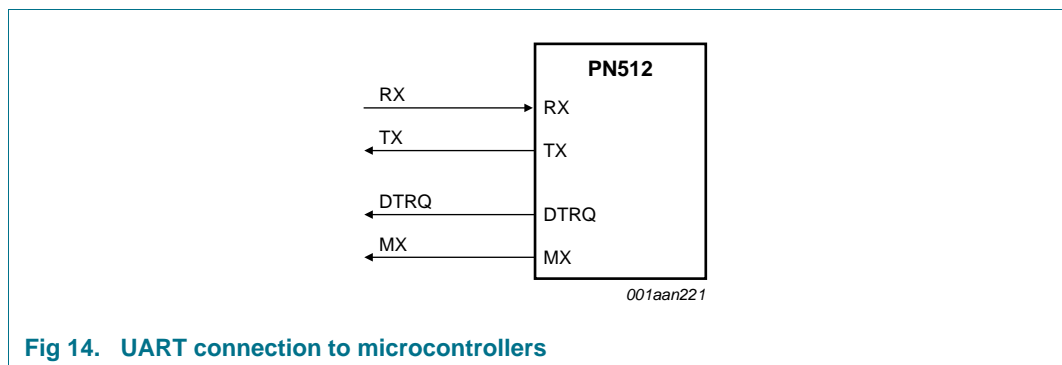 PN512
RX
RX
TX
TX
DTRQ
DTRQ
MX
MX
001aan221
Fig 14. UART connection to microcontrollers